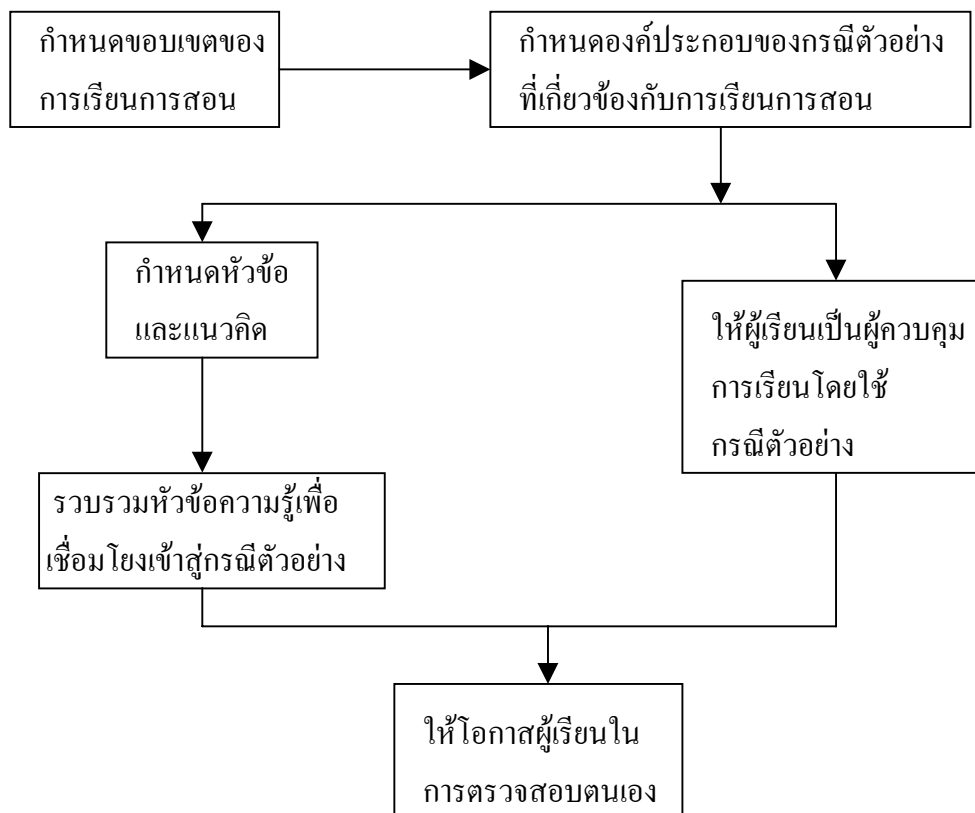 กำหนดขอบเขตของ
การเรียนการสอน
กำหนดองค์ประกอบของกรณีตัวอย่าง
ที่เกี่ยวข้องกับการเรียนการสอน
กำหนดหัวข้อ
และแนวคิด
ให้ผู้เรียนเป็นผู้ควบคุม
การเรียนโดยใช้
กรณีตัวอย่าง
รวบรวมหัวข้อความรู้เพื่อ
เชื่อมโยงเข้าสู่กรณีตัวอย่าง
ให้โอกาสผู้เรียนใน
การตรวจสอบตนเอง